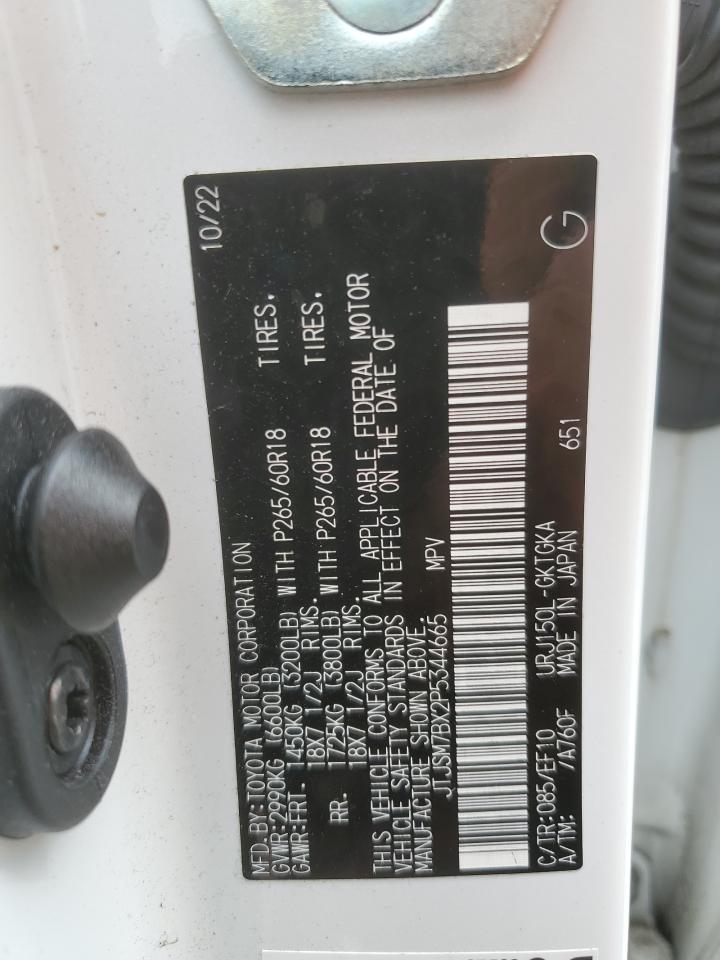 MFD.BY:TOYOTA MOTOR CORPORATION 10/22
GVWR:2990KG (6600LB)
GAWR:FRT. 1450KG (3200LB) WITH P265/60R18 TIRES.
18X7 1/2J RIMS.
RR. 1725KG (3800LB) WITH P265/60R18 TIRES.
18X7 1/2J RIMS.
THIS VEHICLE CONFORMS TO ALL APPLICABLE FEDERAL MOTOR
VEHICLE SAFETY STANDARDS IN EFFECT ON THE DATE OF
MANUFACTURE SHOWN ABOVE.
JTJSM7BX2P5344665 MPV
C/TR:085/EF10 URJ150L-GKTGKA G
A/TM: /A760F MADE IN JAPAN 651